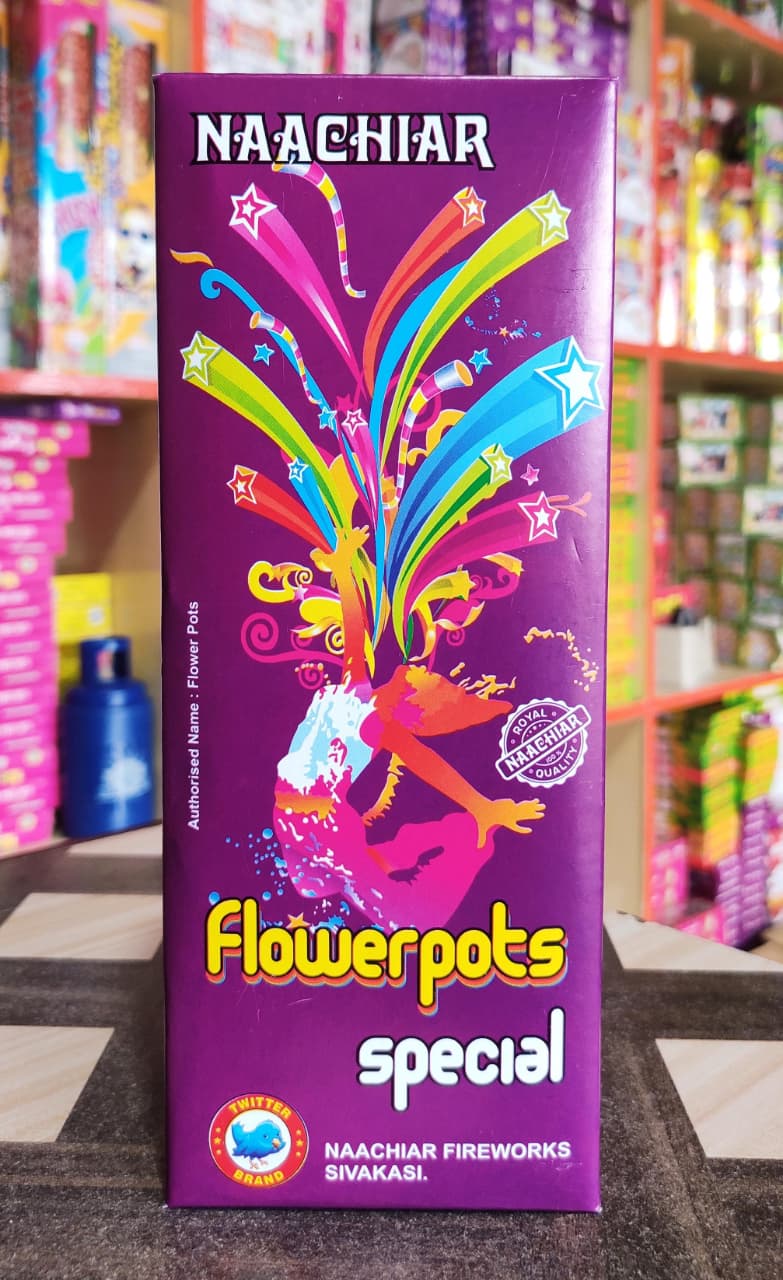 NAACHIAR
Authorised Name : Flower Pots
ROYAL
NAACHIAR
QUALITY
flowerpots
special
TWITTER
BRAND
NAACHIAR FIREWORKS
SIVAKASI.